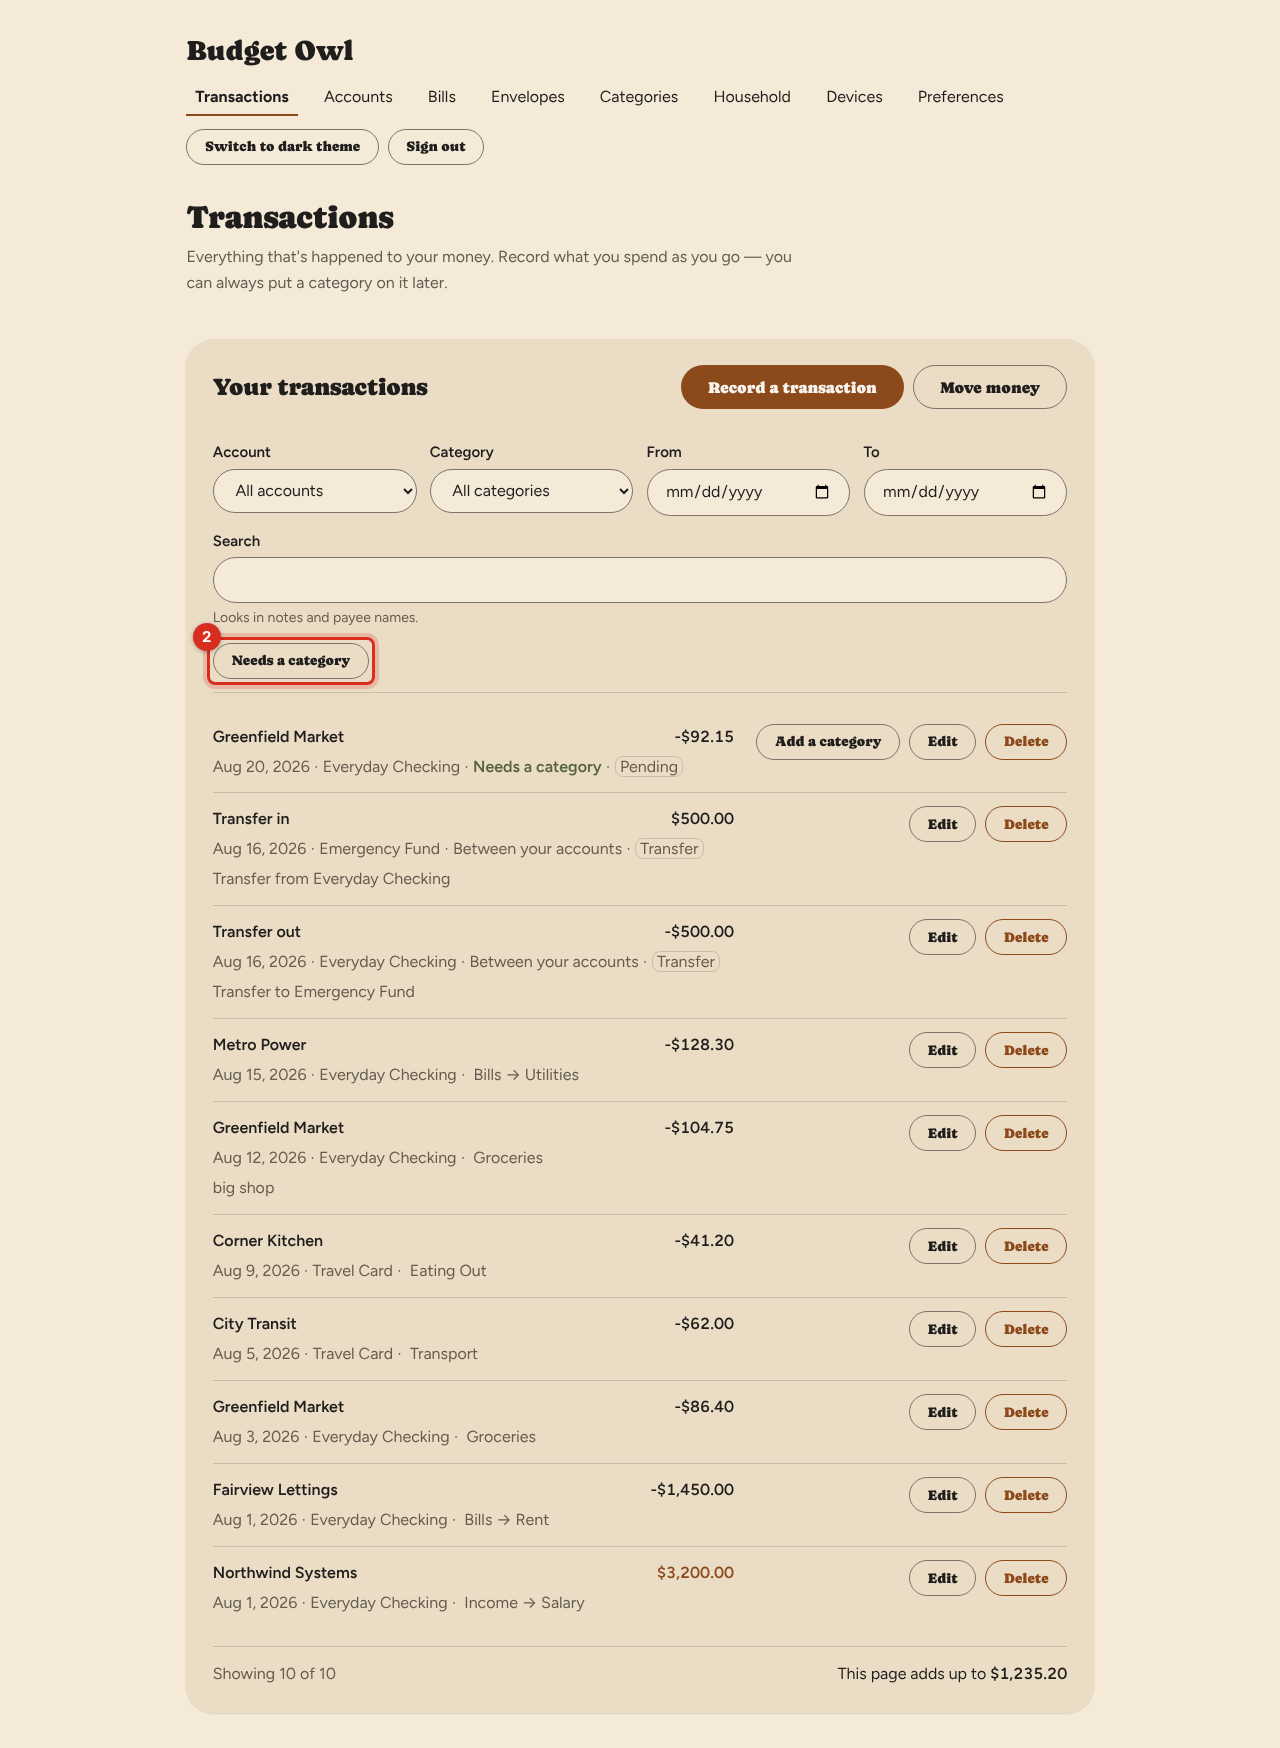 Budget Owl
Transactions Accounts Bills Envelopes Categories Household Devices Preferences
Switch to dark theme Sign out
Transactions
Everything that's happened to your money. Record what you spend as you go — you
can always put a category on it later.
Your transactions Record a transaction Move money
Account Category From To
All accounts All categories mm/dd/yyyy mm/dd/yyyy
Search
Looks in notes and payee names.
2
Needs a category
Greenfield Market -$92.15 Add a category Edit Delete
Aug 20, 2026 · Everyday Checking · Needs a category · Pending
Transfer in $500.00 Edit Delete
Aug 16, 2026 · Emergency Fund · Between your accounts · Transfer
Transfer from Everyday Checking
Transfer out -$500.00 Edit Delete
Aug 16, 2026 · Everyday Checking · Between your accounts · Transfer
Transfer to Emergency Fund
Metro Power -$128.30 Edit Delete
Aug 15, 2026 · Everyday Checking · Bills → Utilities
Greenfield Market -$104.75 Edit Delete
Aug 12, 2026 · Everyday Checking · Groceries
big shop
Corner Kitchen -$41.20 Edit Delete
Aug 9, 2026 · Travel Card · Eating Out
City Transit -$62.00 Edit Delete
Aug 5, 2026 · Travel Card · Transport
Greenfield Market -$86.40 Edit Delete
Aug 3, 2026 · Everyday Checking · Groceries
Fairview Lettings -$1,450.00 Edit Delete
Aug 1, 2026 · Everyday Checking · Bills → Rent
Northwind Systems $3,200.00 Edit Delete
Aug 1, 2026 · Everyday Checking · Income → Salary
Showing 10 of 10 This page adds up to $1,235.20